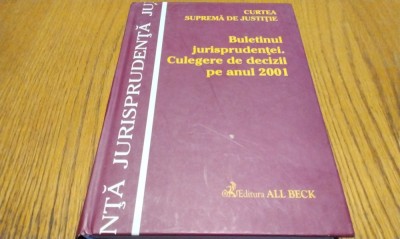 CURTEA
SUPREMĂ DE JUSTIȚIE
Buletinul
jurisprudenței.
Culegere de decizii
pe anul 2001
Editura ALL BECK
NȚĂ JURISPRUDENȚĂ JU